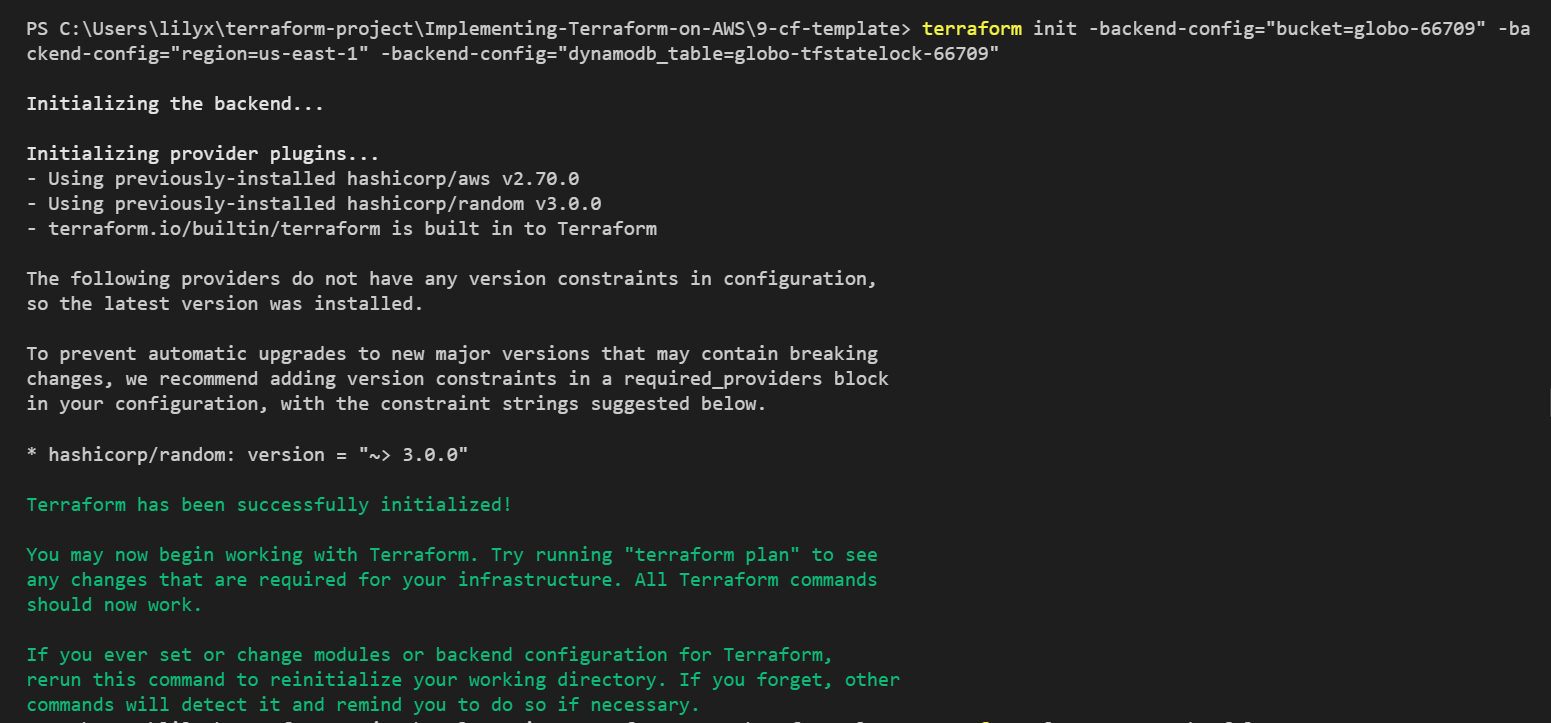 PS C:\Users\lilyx\terraform-project\Implementing-Terraform-on-AWS\9-cf-template> terraform init -backend-config="bucket=globo-66709" -ba
ckend-config="region=us-east-1" -backend-config="dynamodb_table=globo-tfstatelock-66709"
Initializing the backend...
Initializing provider plugins...
- Using previously-installed hashicorp/aws v2.70.0
- Using previously-installed hashicorp/random v3.0.0
- terraform.io/builtin/terraform is built in to Terraform
The following providers do not have any version constraints in configuration,
so the latest version was installed.
To prevent automatic upgrades to new major versions that may contain breaking
changes, we recommend adding version constraints in a required_providers block
in your configuration, with the constraint strings suggested below.
* hashicorp/random: version = "~> 3.0.0"
Terraform has been successfully initialized!
You may now begin working with Terraform. Try running "terraform plan" to see
any changes that are required for your infrastructure. All Terraform commands
should now work.
If you ever set or change modules or backend configuration for Terraform,
rerun this command to reinitialize your working directory. If you forget, other
commands will detect it and remind you to do so if necessary.